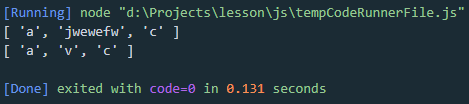 [Running] node "d:\Projects\lesson\js\tempCodeRunnerFile.js"
[ 'a', 'jwewefw', 'c' ]
[ 'a', 'v', 'c' ]
[Done] exited with code=0 in 0.131 seconds